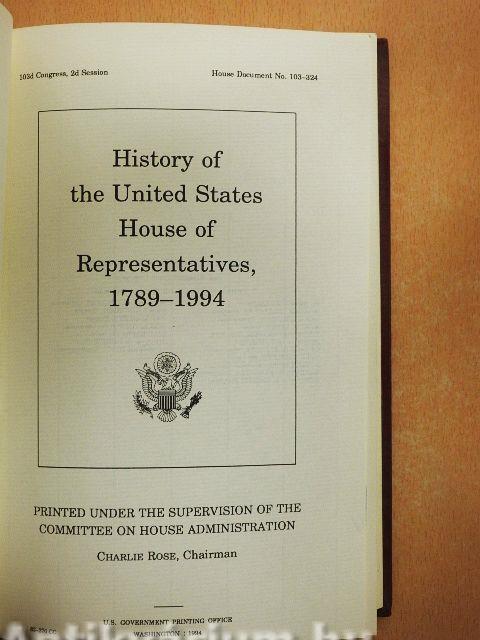 103d Congress, 2d Session House Document No. 103–324
History of
the United States
House of
Representatives,
1789–1994
PRINTED UNDER THE SUPERVISION OF THE
COMMITTEE ON HOUSE ADMINISTRATION
CHARLIE ROSE, Chairman
U.S. GOVERNMENT PRINTING OFFICE
WASHINGTON : 1994